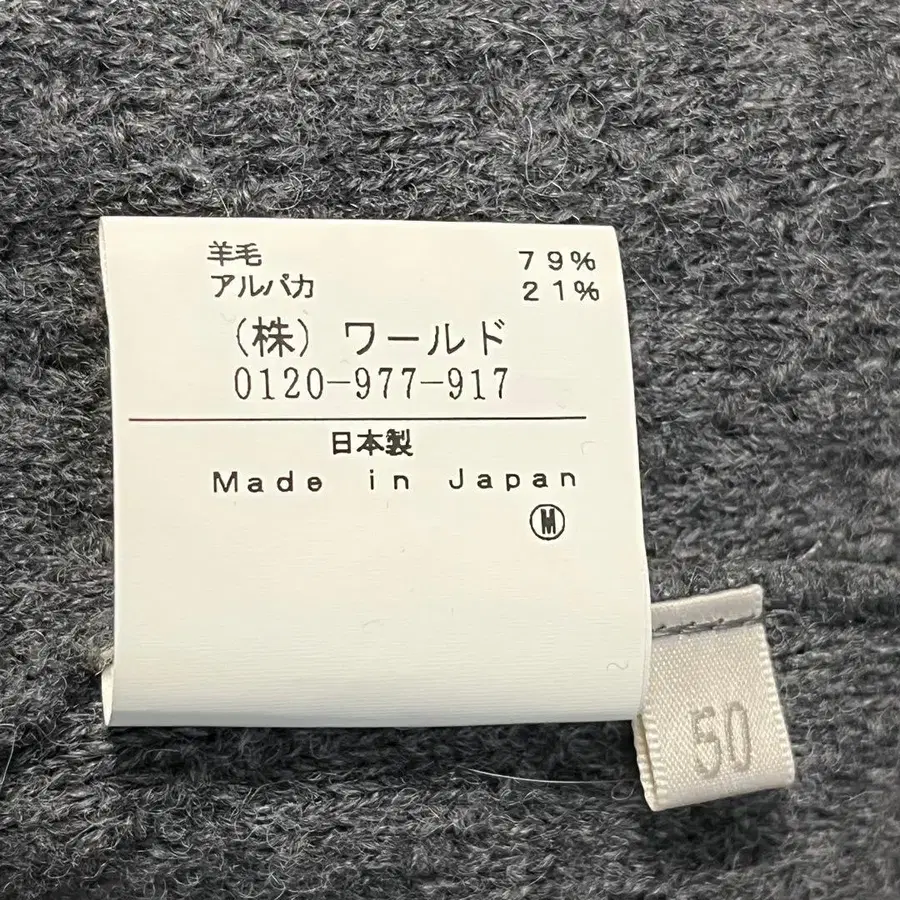 羊毛 79%
アルパカ 21%
(株) ワールド
0120-977-917
日本製
Made in Japan
Ⓜ
50